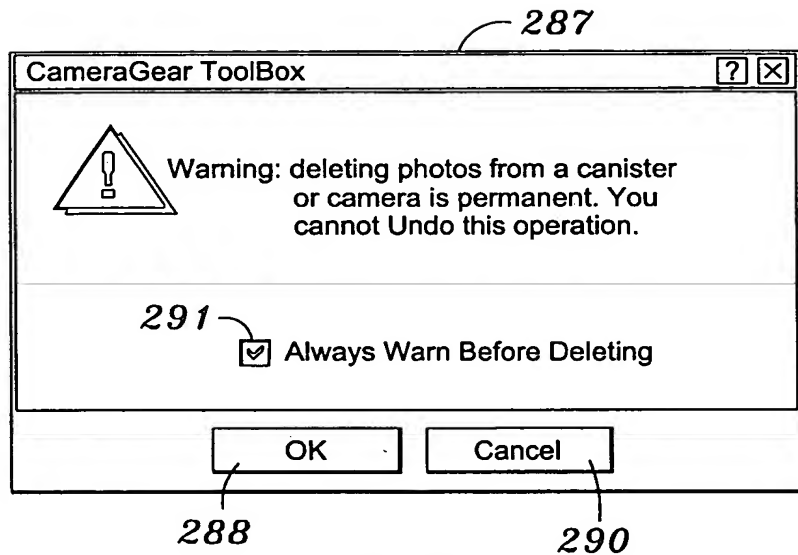 287
CameraGear ToolBox
Warning: deleting photos from a canister
or camera is permanent. You
cannot Undo this operation.
291
Always Warn Before Deleting
OK Cancel
288 290